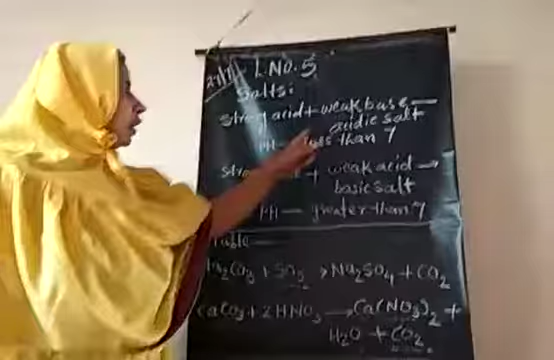 L.No.5
Salts:
strong acid + weak base —
acidic salt
PH — less than 7
+ weak acid →
basic salt
PH — greater than 7
Table
Na2CO3 + SO2 → Na2SO4 + CO2
CaCO3 + 2HNO3 → Ca(NO3)2 +
H2O + CO2